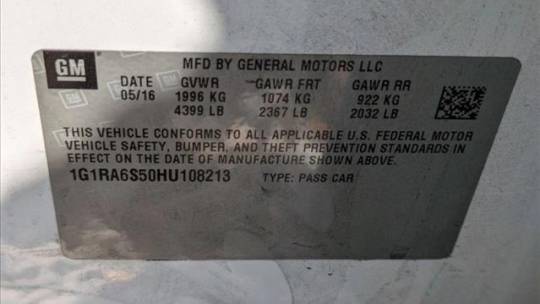 GM
MFD BY GENERAL MOTORS LLC
DATE GVWR GAWR FRT GAWR RR
05/16 1996 KG 1074 KG 922 KG
4399 LB 2367 LB 2032 LB
THIS VEHICLE CONFORMS TO ALL APPLICABLE U.S. FEDERAL MOTOR
VEHICLE SAFETY, BUMPER, AND THEFT PREVENTION STANDARDS IN
EFFECT ON THE DATE OF MANUFACTURE SHOWN ABOVE.
1G1RA6S50HU108213 TYPE: PASS CAR